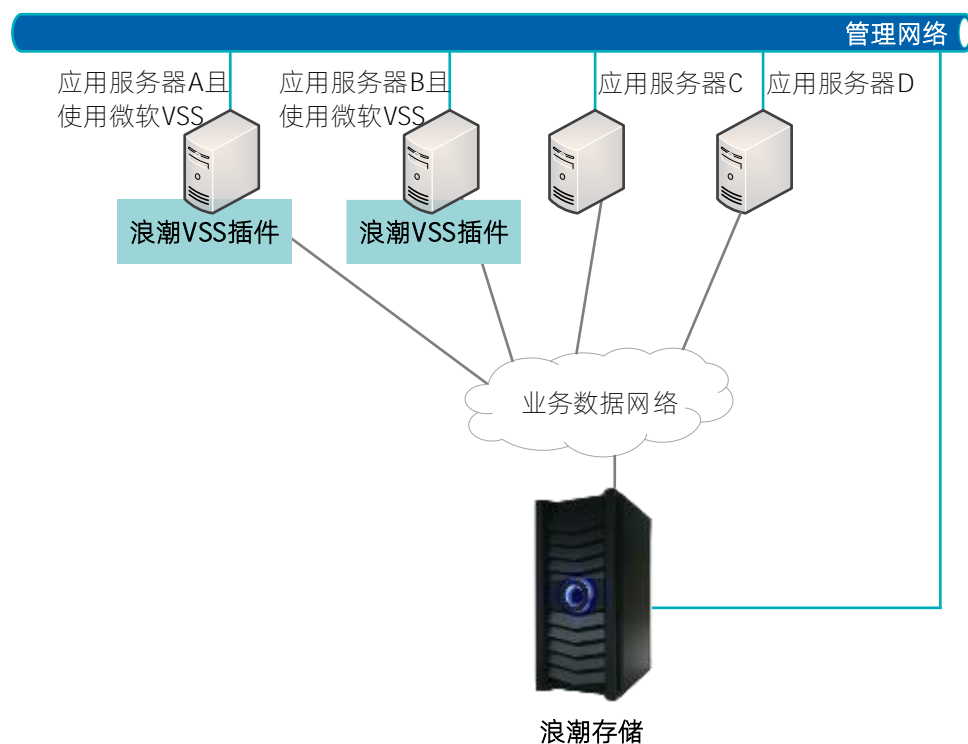 管理网络
应用服务器A且
使用微软VSS
应用服务器B且
使用微软VSS
应用服务器C
应用服务器D
浪潮VSS插件
浪潮VSS插件
业务数据网络
浪潮存储